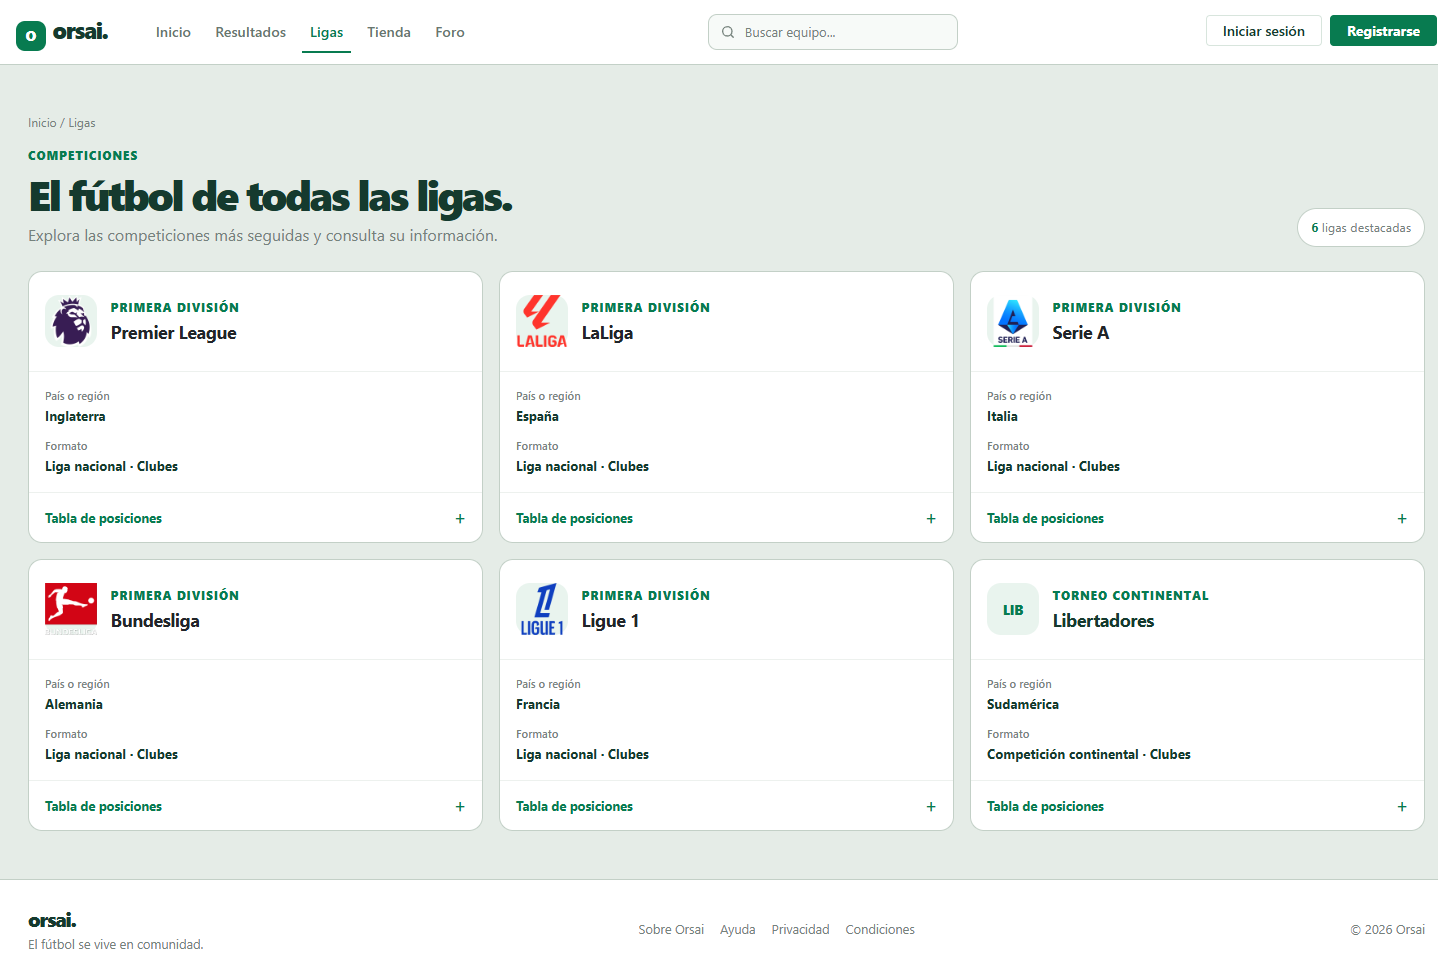 o orsai.
Inicio
Resultados
Ligas
Tienda
Foro
Buscar equipo...
Iniciar sesión
Registrarse
Inicio / Ligas
COMPETICIONES
El fútbol de todas las ligas.
Explora las competiciones más seguidas y consulta su información.
6 ligas destacadas
PRIMERA DIVISIÓN
Premier League
País o región
Inglaterra
Formato
Liga nacional · Clubes
Tabla de posiciones +
LALIGA
PRIMERA DIVISIÓN
LaLiga
País o región
España
Formato
Liga nacional · Clubes
Tabla de posiciones +
SERIE A
PRIMERA DIVISIÓN
Serie A
País o región
Italia
Formato
Liga nacional · Clubes
Tabla de posiciones +
PRIMERA DIVISIÓN
Bundesliga
País o región
Alemania
Formato
Liga nacional · Clubes
Tabla de posiciones +
LIGUE 1
PRIMERA DIVISIÓN
Ligue 1
País o región
Francia
Formato
Liga nacional · Clubes
Tabla de posiciones +
LIB
TORNEO CONTINENTAL
Libertadores
País o región
Sudamérica
Formato
Competición continental · Clubes
Tabla de posiciones +
orsai.
El fútbol se vive en comunidad.
Sobre Orsai
Ayuda
Privacidad
Condiciones
© 2026 Orsai